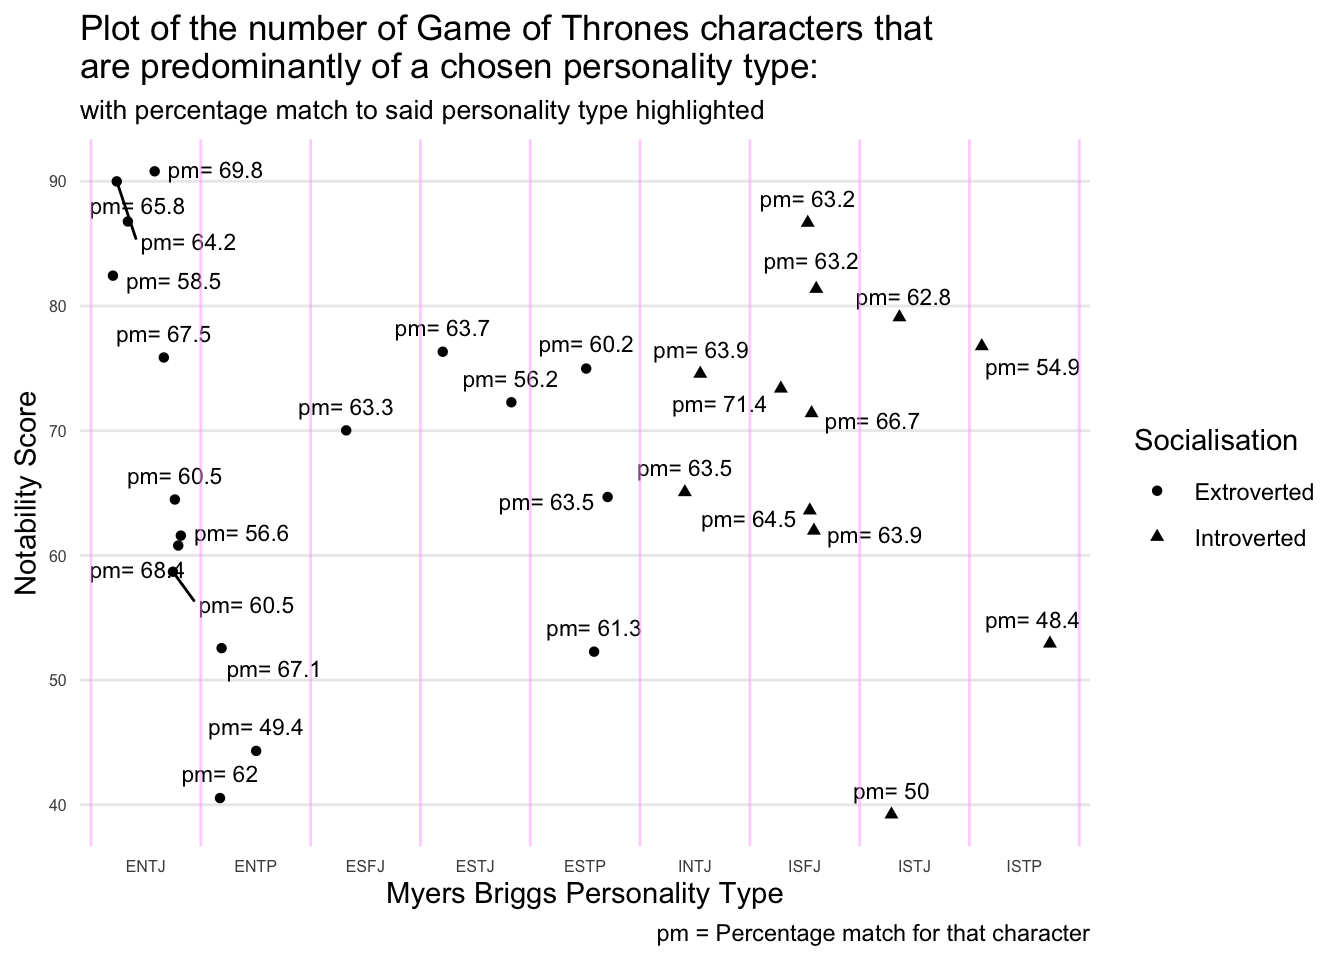 Plot of the number of Game of Thrones characters that
are predominantly of a chosen personality type:
with percentage match to said personality type highlighted
Notability Score
90
80
70
60
50
40
pm= 69.8
pm= 65.8
pm= 64.2
pm= 58.5
pm= 67.5
pm= 60.5
pm= 56.6
pm= 68.4
pm= 60.5
pm= 67.1
pm= 49.4
pm= 62
pm= 63.3
pm= 63.7
pm= 56.2
pm= 60.2
pm= 63.5
pm= 61.3
pm= 63.9
pm= 63.5
pm= 63.2
pm= 63.2
pm= 71.4
pm= 66.7
pm= 64.5
pm= 63.9
pm= 62.8
pm= 50
pm= 54.9
pm= 48.4
ENTJ ENTP ESFJ ESTJ ESTP INTJ ISFJ ISTJ ISTP
Myers Briggs Personality Type
pm = Percentage match for that character
Socialisation
Extroverted
Introverted